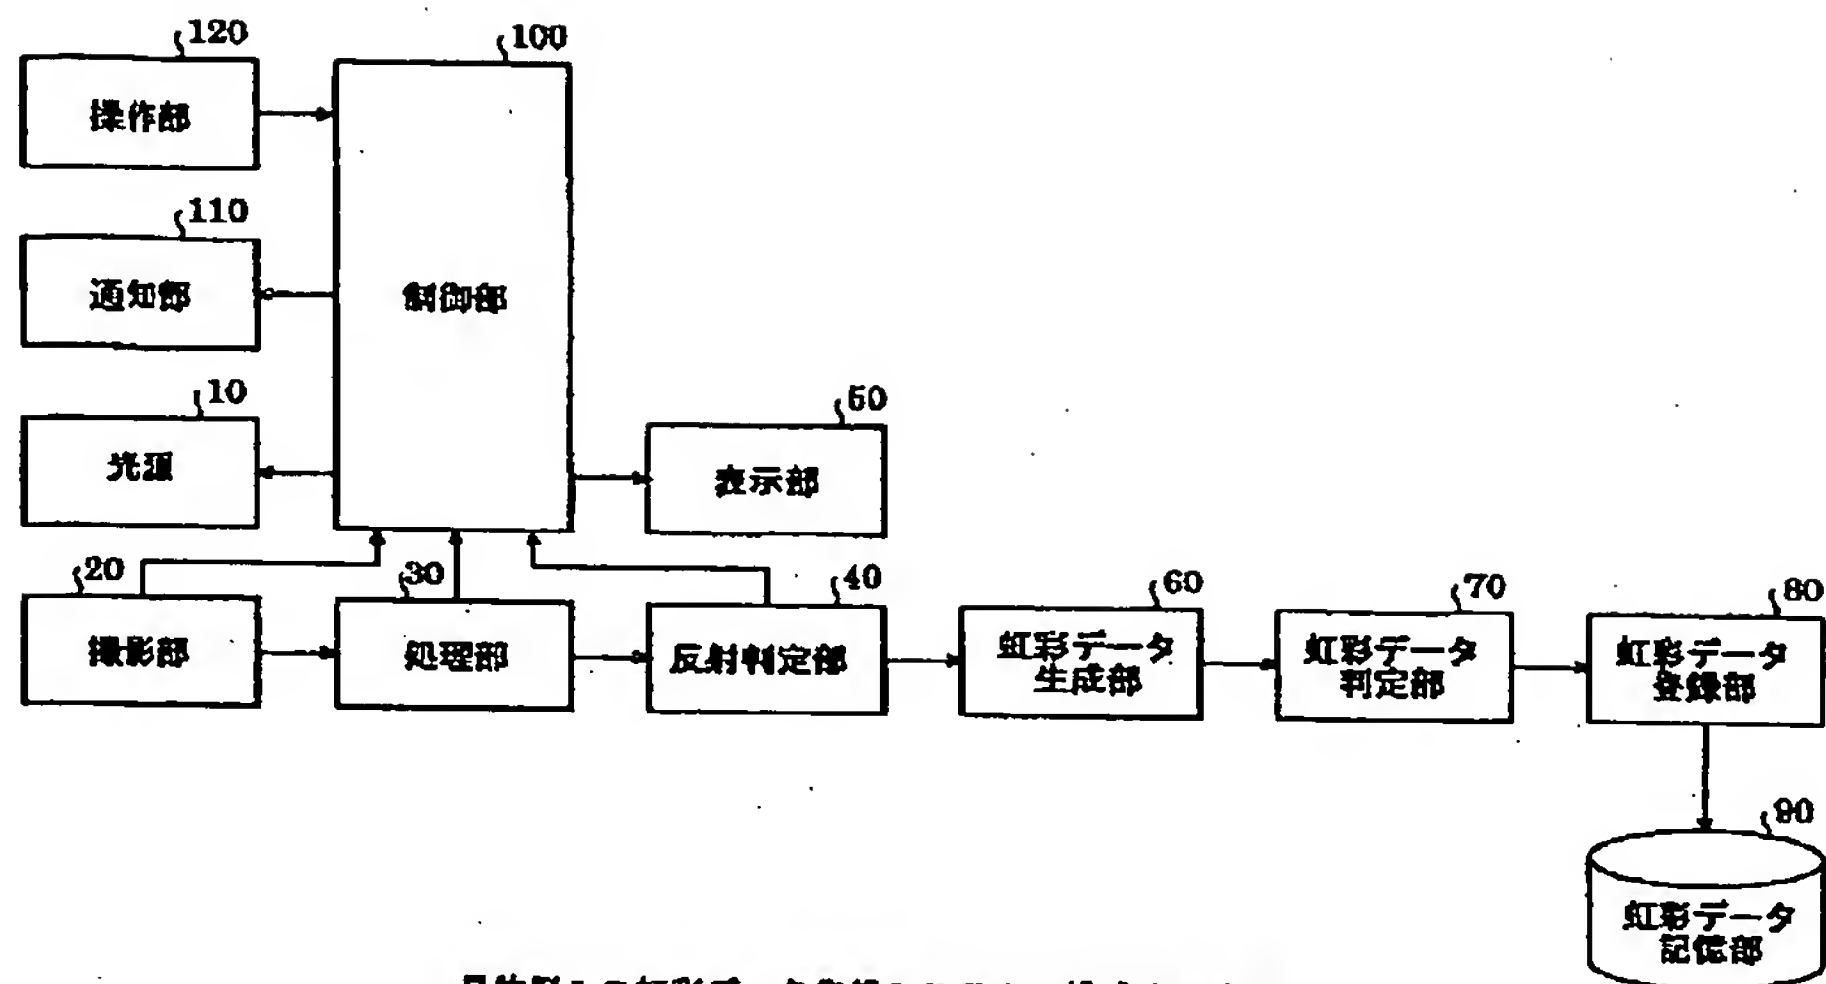 120
操作部
100
制御部
110
通知部
10
光源
50
表示部
20
撮影部
30
処理部
40
反射判定部
60
虹彩データ
生成部
70
虹彩データ
判定部
80
虹彩データ
登録部
90
虹彩データ
記憶部